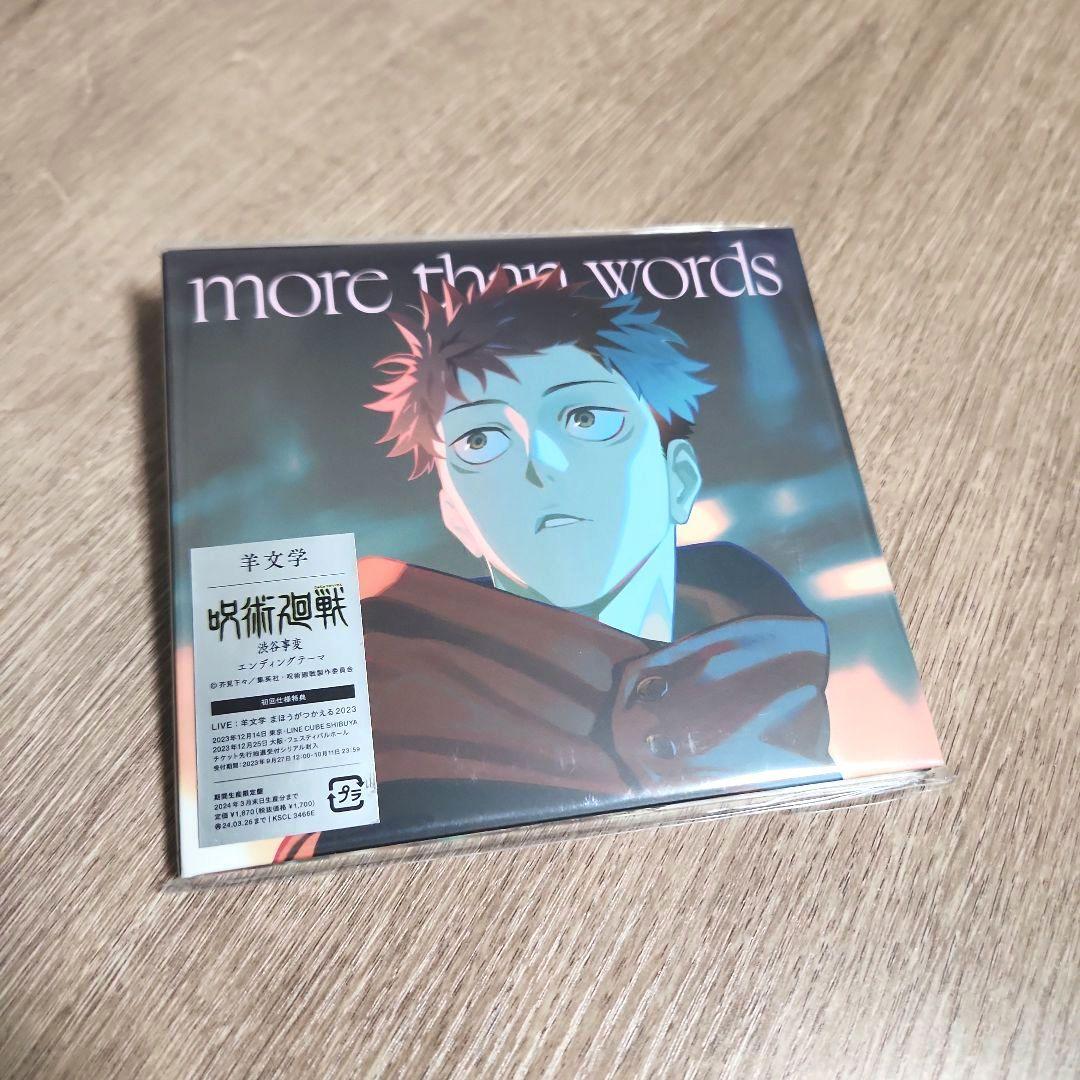 more than words
羊文学
呪術廻戦
渋谷事変
エンディングテーマ
©芥見下々／集英社・呪術廻戦製作委員会
初回仕様特典
LIVE：羊文学 まほうがつかえる2023
2023年12月14日 東京・LINE CUBE SHIBUYA
2023年12月25日 大阪・フェスティバルホール
チケット先行抽選受付シリアル封入
受付期間：2023年9月27日 12:00-10月11日 23:59
期間生産限定盤
2024年3月末日生産分まで
定価 ¥1,870(税抜価格 ¥1,700)
24.03.26まで | KSCL 3466E
プラ